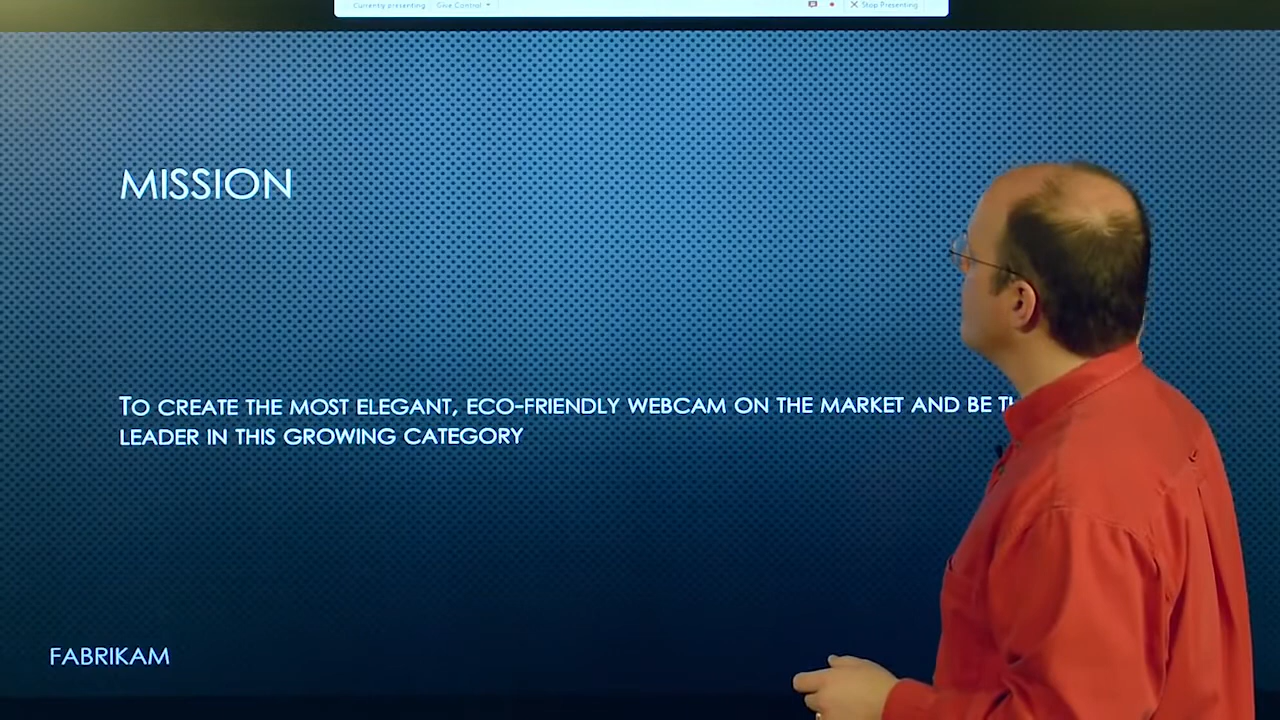 Currently presenting Give Control Stop Presenting
MISSION
TO CREATE THE MOST ELEGANT, ECO-FRIENDLY WEBCAM ON THE MARKET AND BE
LEADER IN THIS GROWING CATEGORY
FABRIKAM